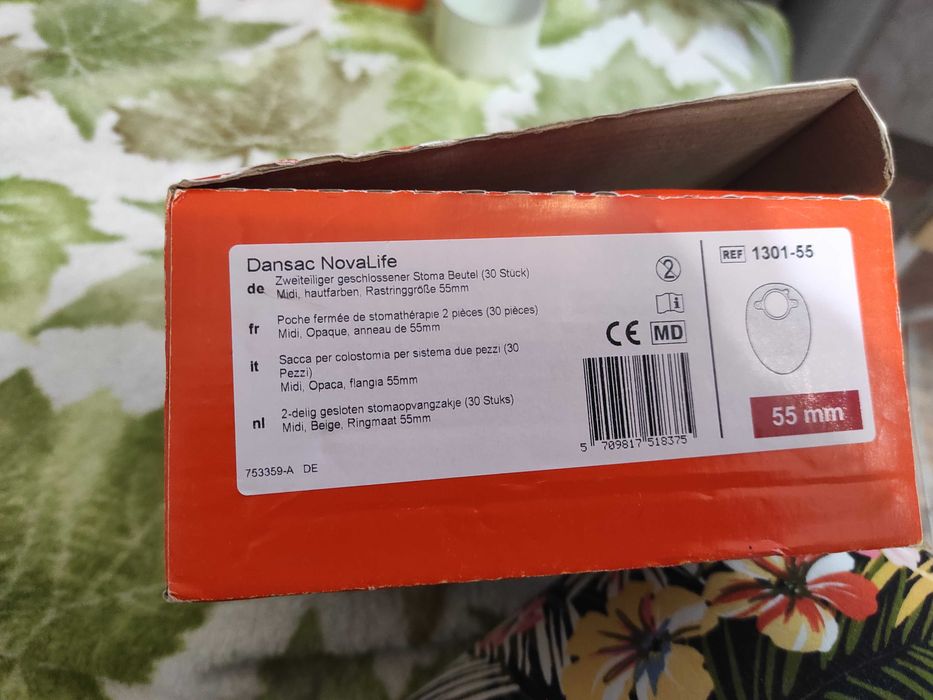 Dansac NovaLife
de Zweiteiliger geschlossener Stoma Beutel (30 Stück)
Midi, hautfarben, Rastringgröße 55mm
fr Poche fermée de stomathérapie 2 pièces (30 pièces)
Midi, Opaque, anneau de 55mm
it Sacca per colostomia per sistema due pezzi (30
Pezzi)
Midi, Opaca, flangia 55mm
nl 2-delig gesloten stomaopvangzakje (30 Stuks)
Midi, Beige, Ringmaat 55mm
753359-A DE
2
i
CE MD
5 709817 518375
REF 1301-55
55 mm